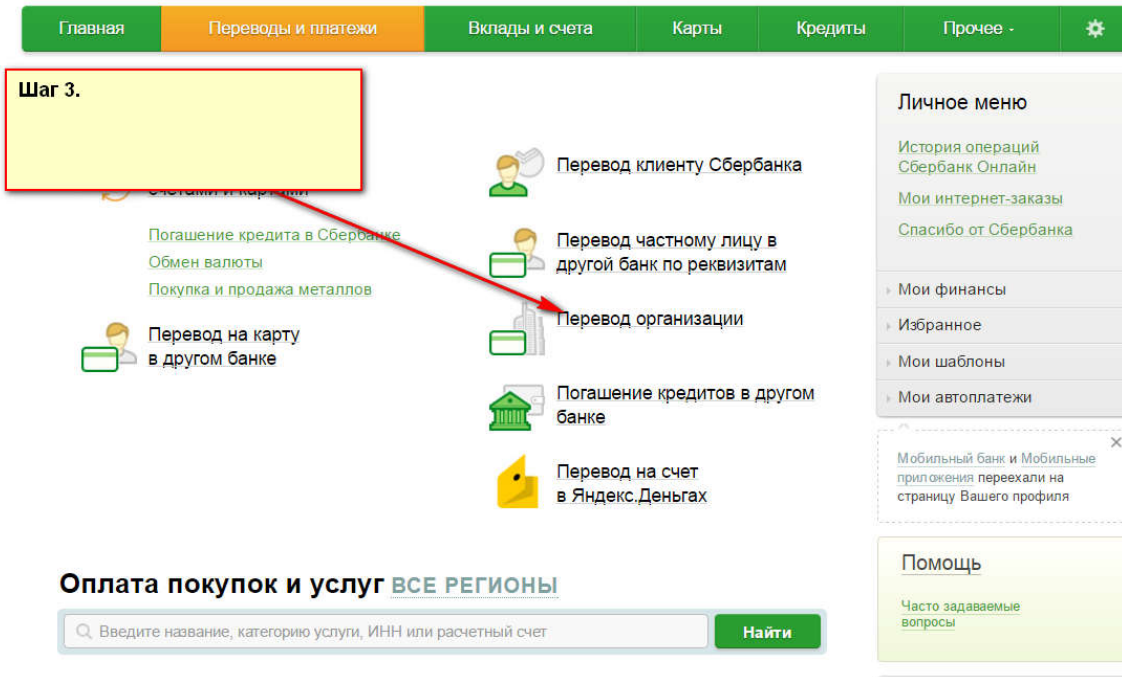 Главная Переводы и платежи Вклады и счета Карты Кредиты Прочее
Шаг 3.
счетами и картами
Погашение кредита в Сбербанке
Обмен валюты
Покупка и продажа металлов
Перевод на карту
в другом банке
Перевод клиенту Сбербанка
Перевод частному лицу в
другой банк по реквизитам
Перевод организации
Погашение кредитов в другом
банке
Перевод на счет
в Яндекс.Деньгах
Оплата покупок и услуг ВСЕ РЕГИОНЫ
Введите название, категорию услуги, ИНН или расчетный счет Найти
Личное меню
История операций
Сбербанк Онлайн
Мои интернет-заказы
Спасибо от Сбербанка
Мои финансы
Избранное
Мои шаблоны
Мои автоплатежи
Мобильный банк и Мобильные
приложения переехали на
страницу Вашего профиля
Помощь
Часто задаваемые
вопросы